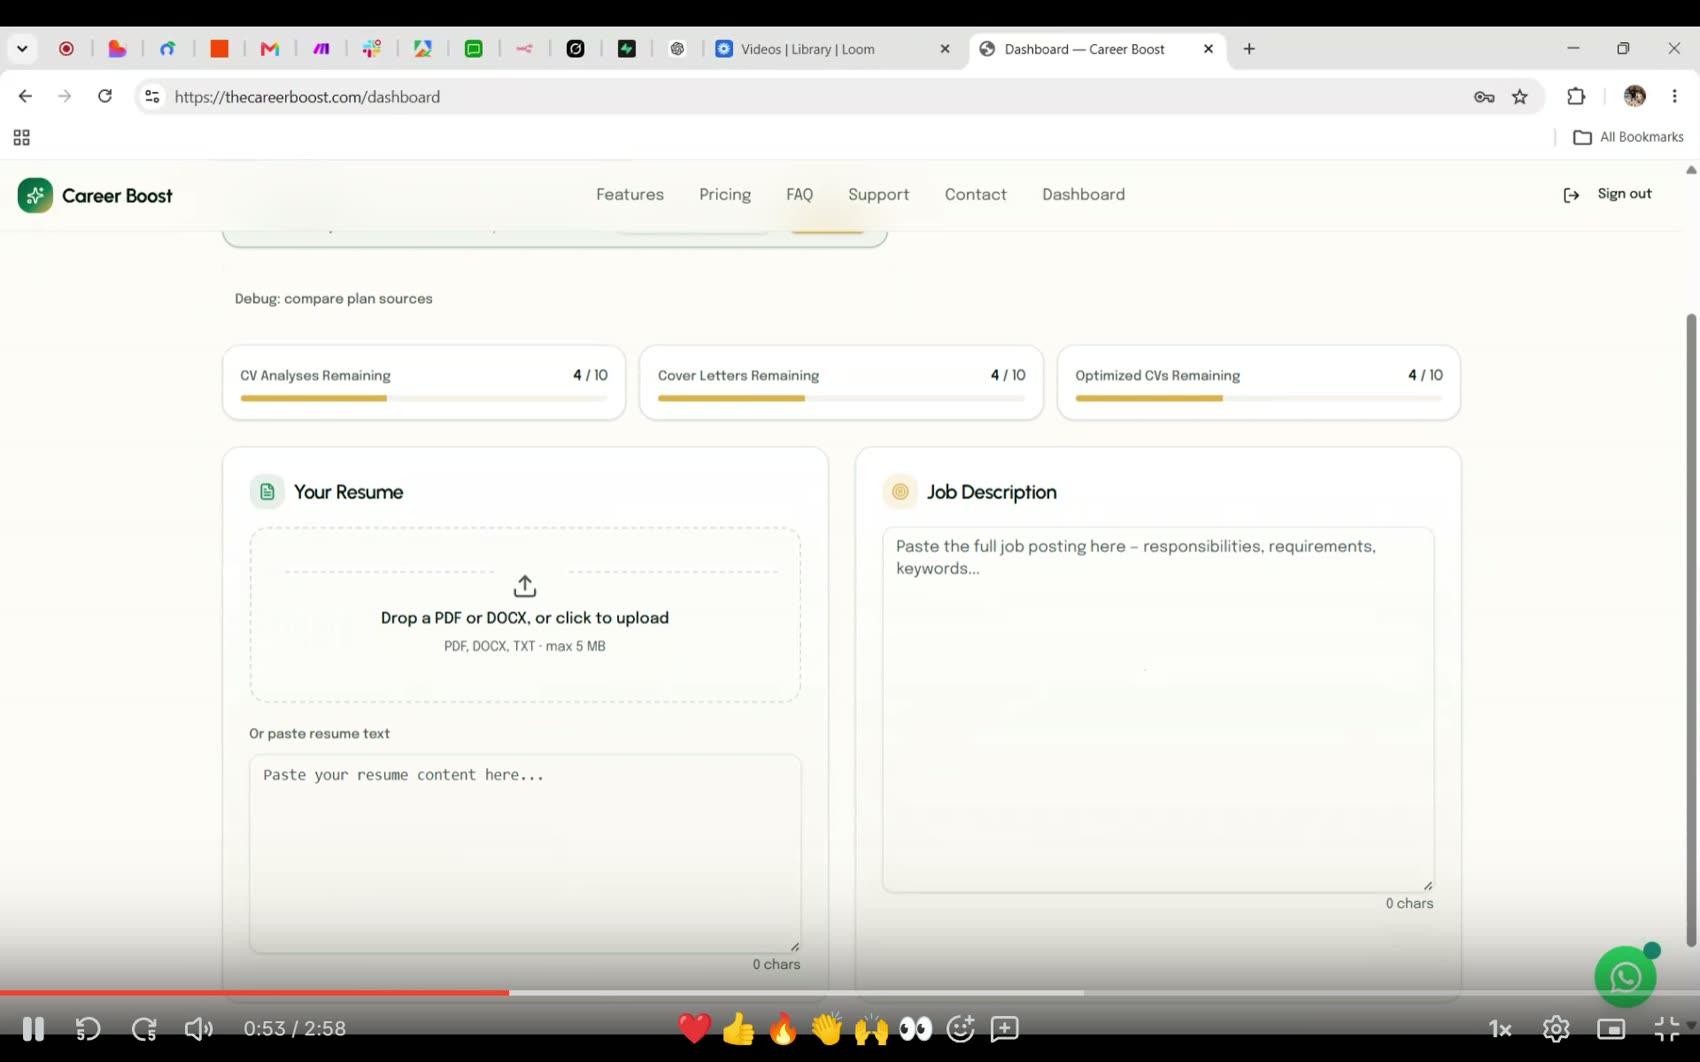 Videos | Library | Loom
Dashboard — Career Boost
https://thecareerboost.com/dashboard
All Bookmarks
Career Boost
Features
Pricing
FAQ
Support
Contact
Dashboard
Sign out
Debug: compare plan sources
CV Analyses Remaining
4 / 10
Cover Letters Remaining
4 / 10
Optimized CVs Remaining
4 / 10
Your Resume
Drop a PDF or DOCX, or click to upload
PDF, DOCX, TXT · max 5 MB
Or paste resume text
Paste your resume content here...
0 chars
Job Description
Paste the full job posting here – responsibilities, requirements,
keywords...
0 chars
5
5
0:53 / 2:58
1x